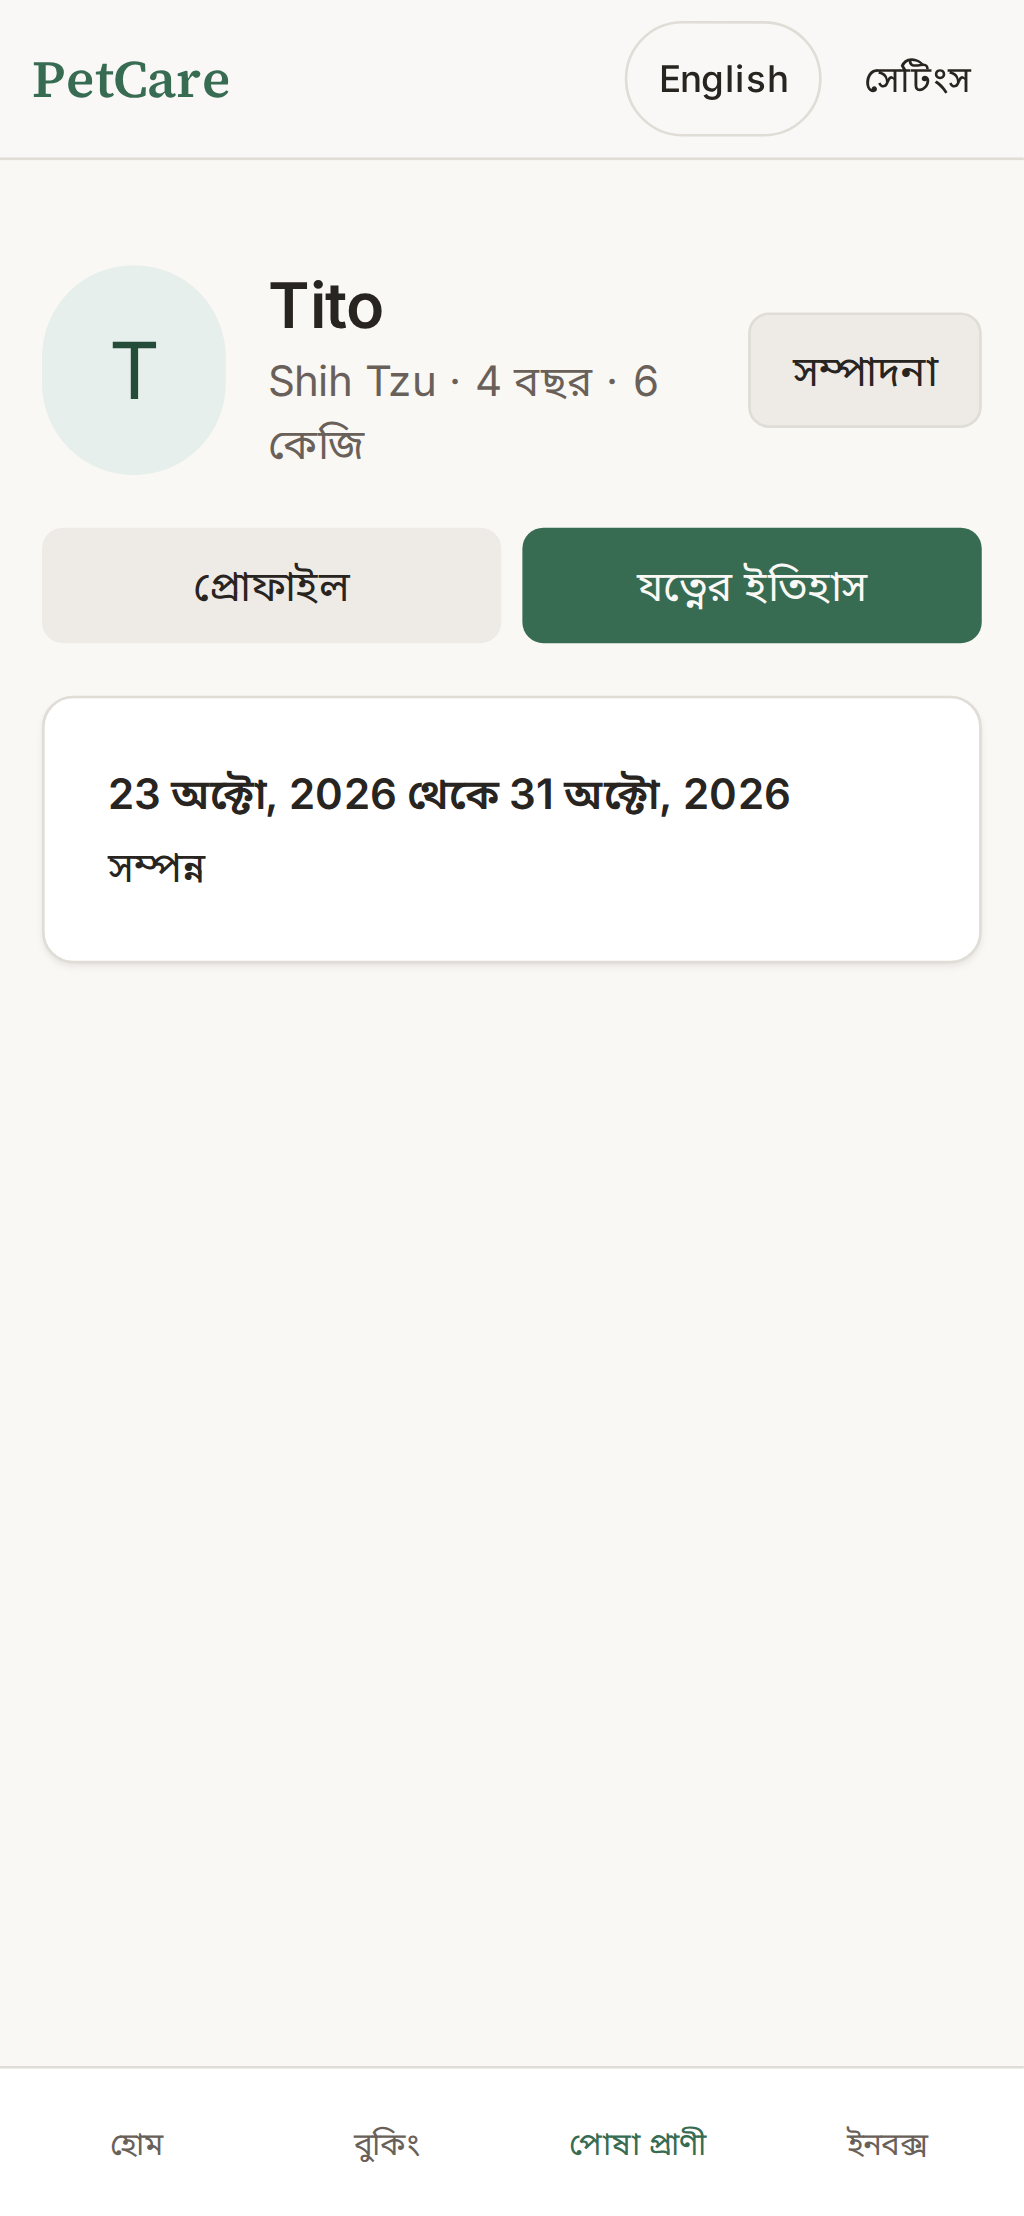 PetCare
English
সেটিংস
T
Tito
Shih Tzu · 4 বছর · 6
কেজি
সম্পাদনা
প্রোফাইল
যত্নের ইতিহাস
23 অক্টো, 2026 থেকে 31 অক্টো, 2026
সম্পন্ন
হোম
বুকিং
পোষা প্রাণী
ইনবক্স